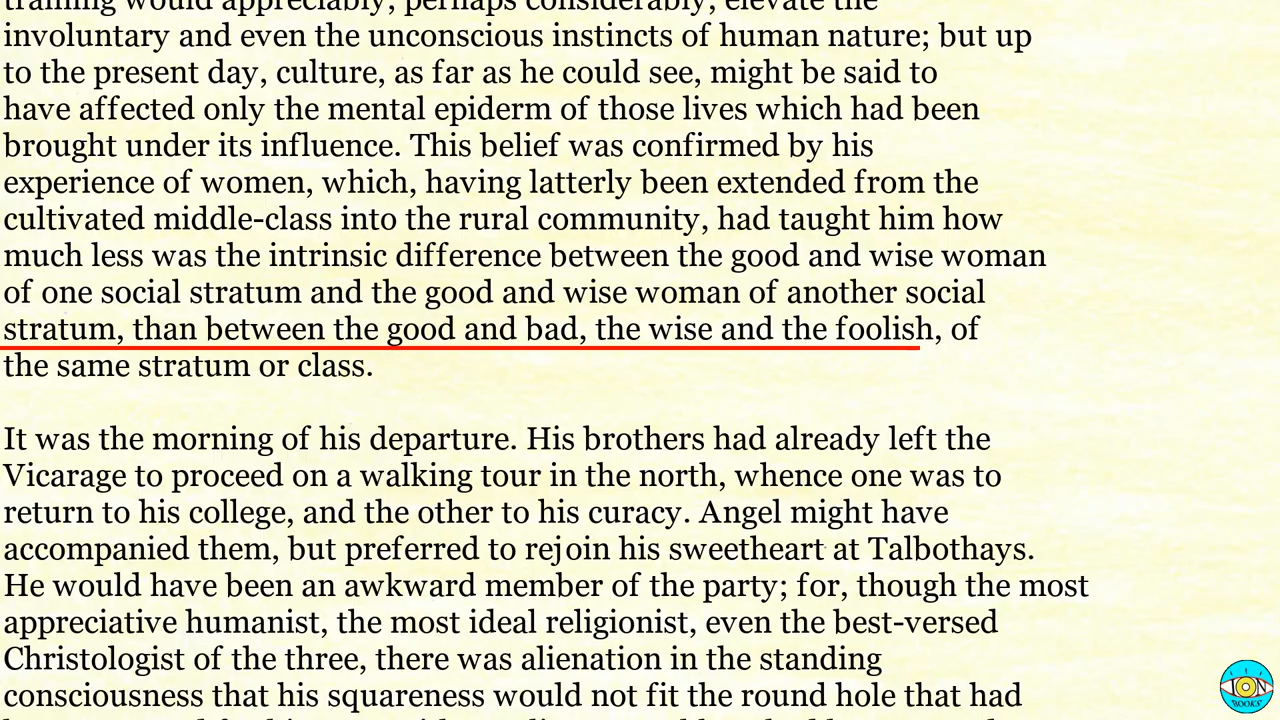 training would appreciably, perhaps considerably, elevate the
involuntary and even the unconscious instincts of human nature; but up
to the present day, culture, as far as he could see, might be said to
have affected only the mental epiderm of those lives which had been
brought under its influence. This belief was confirmed by his
experience of women, which, having latterly been extended from the
cultivated middle-class into the rural community, had taught him how
much less was the intrinsic difference between the good and wise woman
of one social stratum and the good and wise woman of another social
stratum, than between the good and bad, the wise and the foolish, of
the same stratum or class.
It was the morning of his departure. His brothers had already left the
Vicarage to proceed on a walking tour in the north, whence one was to
return to his college, and the other to his curacy. Angel might have
accompanied them, but preferred to rejoin his sweetheart at Talbothays.
He would have been an awkward member of the party; for, though the most
appreciative humanist, the most ideal religionist, even the best-versed
Christologist of the three, there was alienation in the standing
consciousness that his squareness would not fit the round hole that had
ION
BOOKS